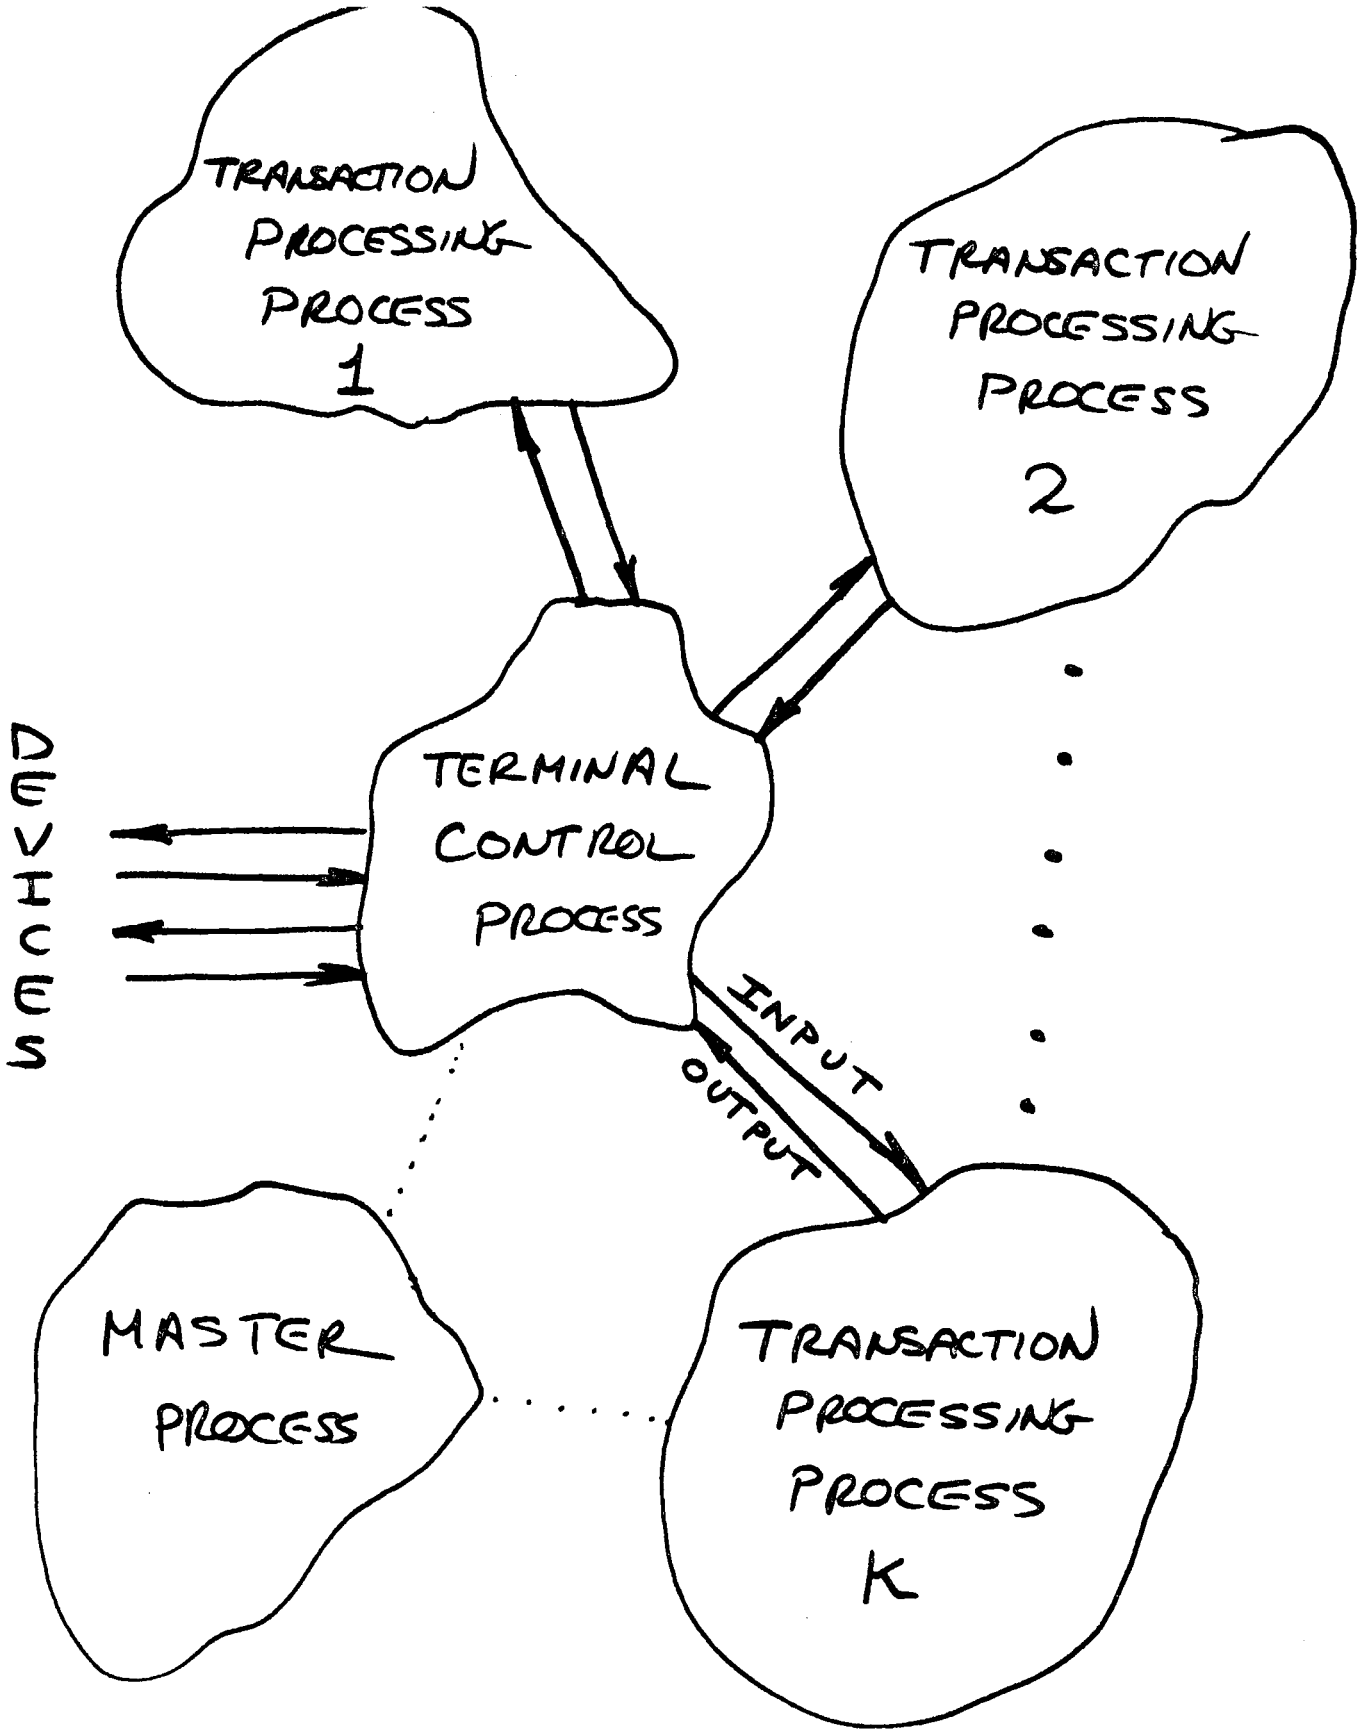 TRANSACTION
PROCESSING
PROCESS
1
TRANSACTION
PROCESSING
PROCESS
2
DEVICES
TERMINAL
CONTROL
PROCESS
INPUT
OUTPUT
MASTER
PROCESS
TRANSACTION
PROCESSING
PROCESS
K